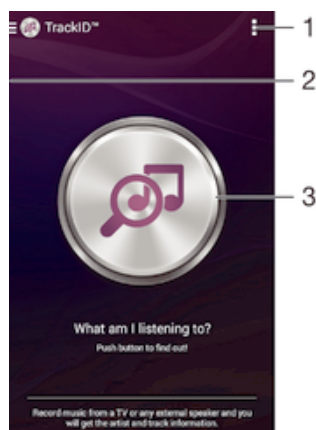 TrackID™
1
2
3
What am I listening to?
Push button to find out!
Record music from a TV or any external speaker and you
will get the artist and track information.